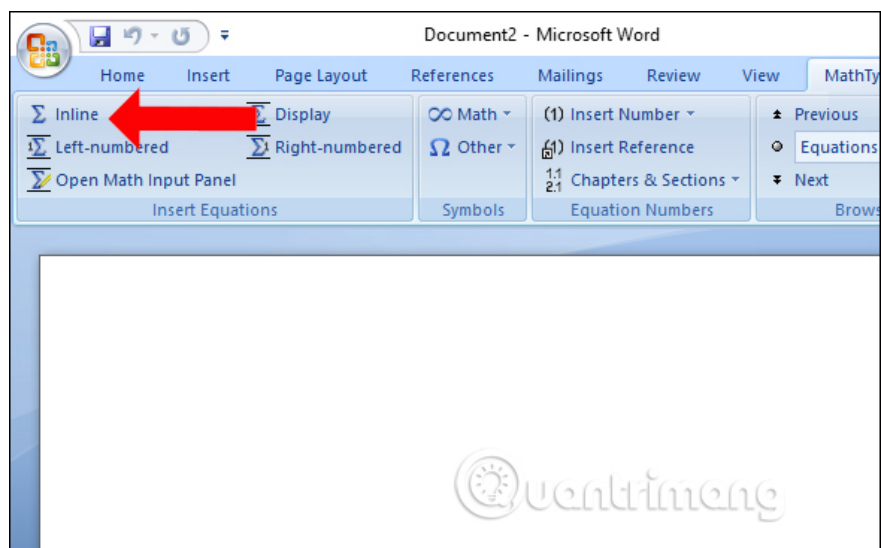 Document2 - Microsoft Word
Home Insert Page Layout References Mailings Review View MathTy
Σ Inline Display ∞ Math (1) Insert Number Previous
Left-numbered Right-numbered Ω Other (1) Insert Reference Equations
Open Math Input Panel 1.1 2.1 Chapters & Sections Next
Insert Equations Symbols Equation Numbers Brows
Quantrimang